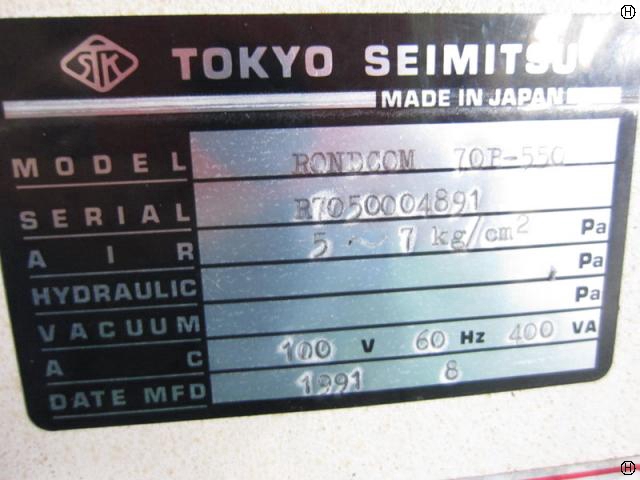 STK TOKYO SEIMITSU
MADE IN JAPAN
MODEL RONDCOM 70P-550
SERIAL R7050004891
AIR 5 ~ 7 kg/cm² Pa
HYDRAULIC Pa
VACUUM Pa
AC 100 V 60 Hz 400 VA
DATE MFD 1991 8
H
H